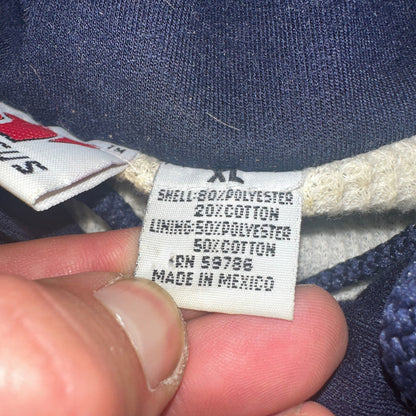 XL
SHELL: 80% POLYESTER
20% COTTON
LINING: 50% POLYESTER
50% COTTON
RN 59786
MADE IN MEXICO
TM